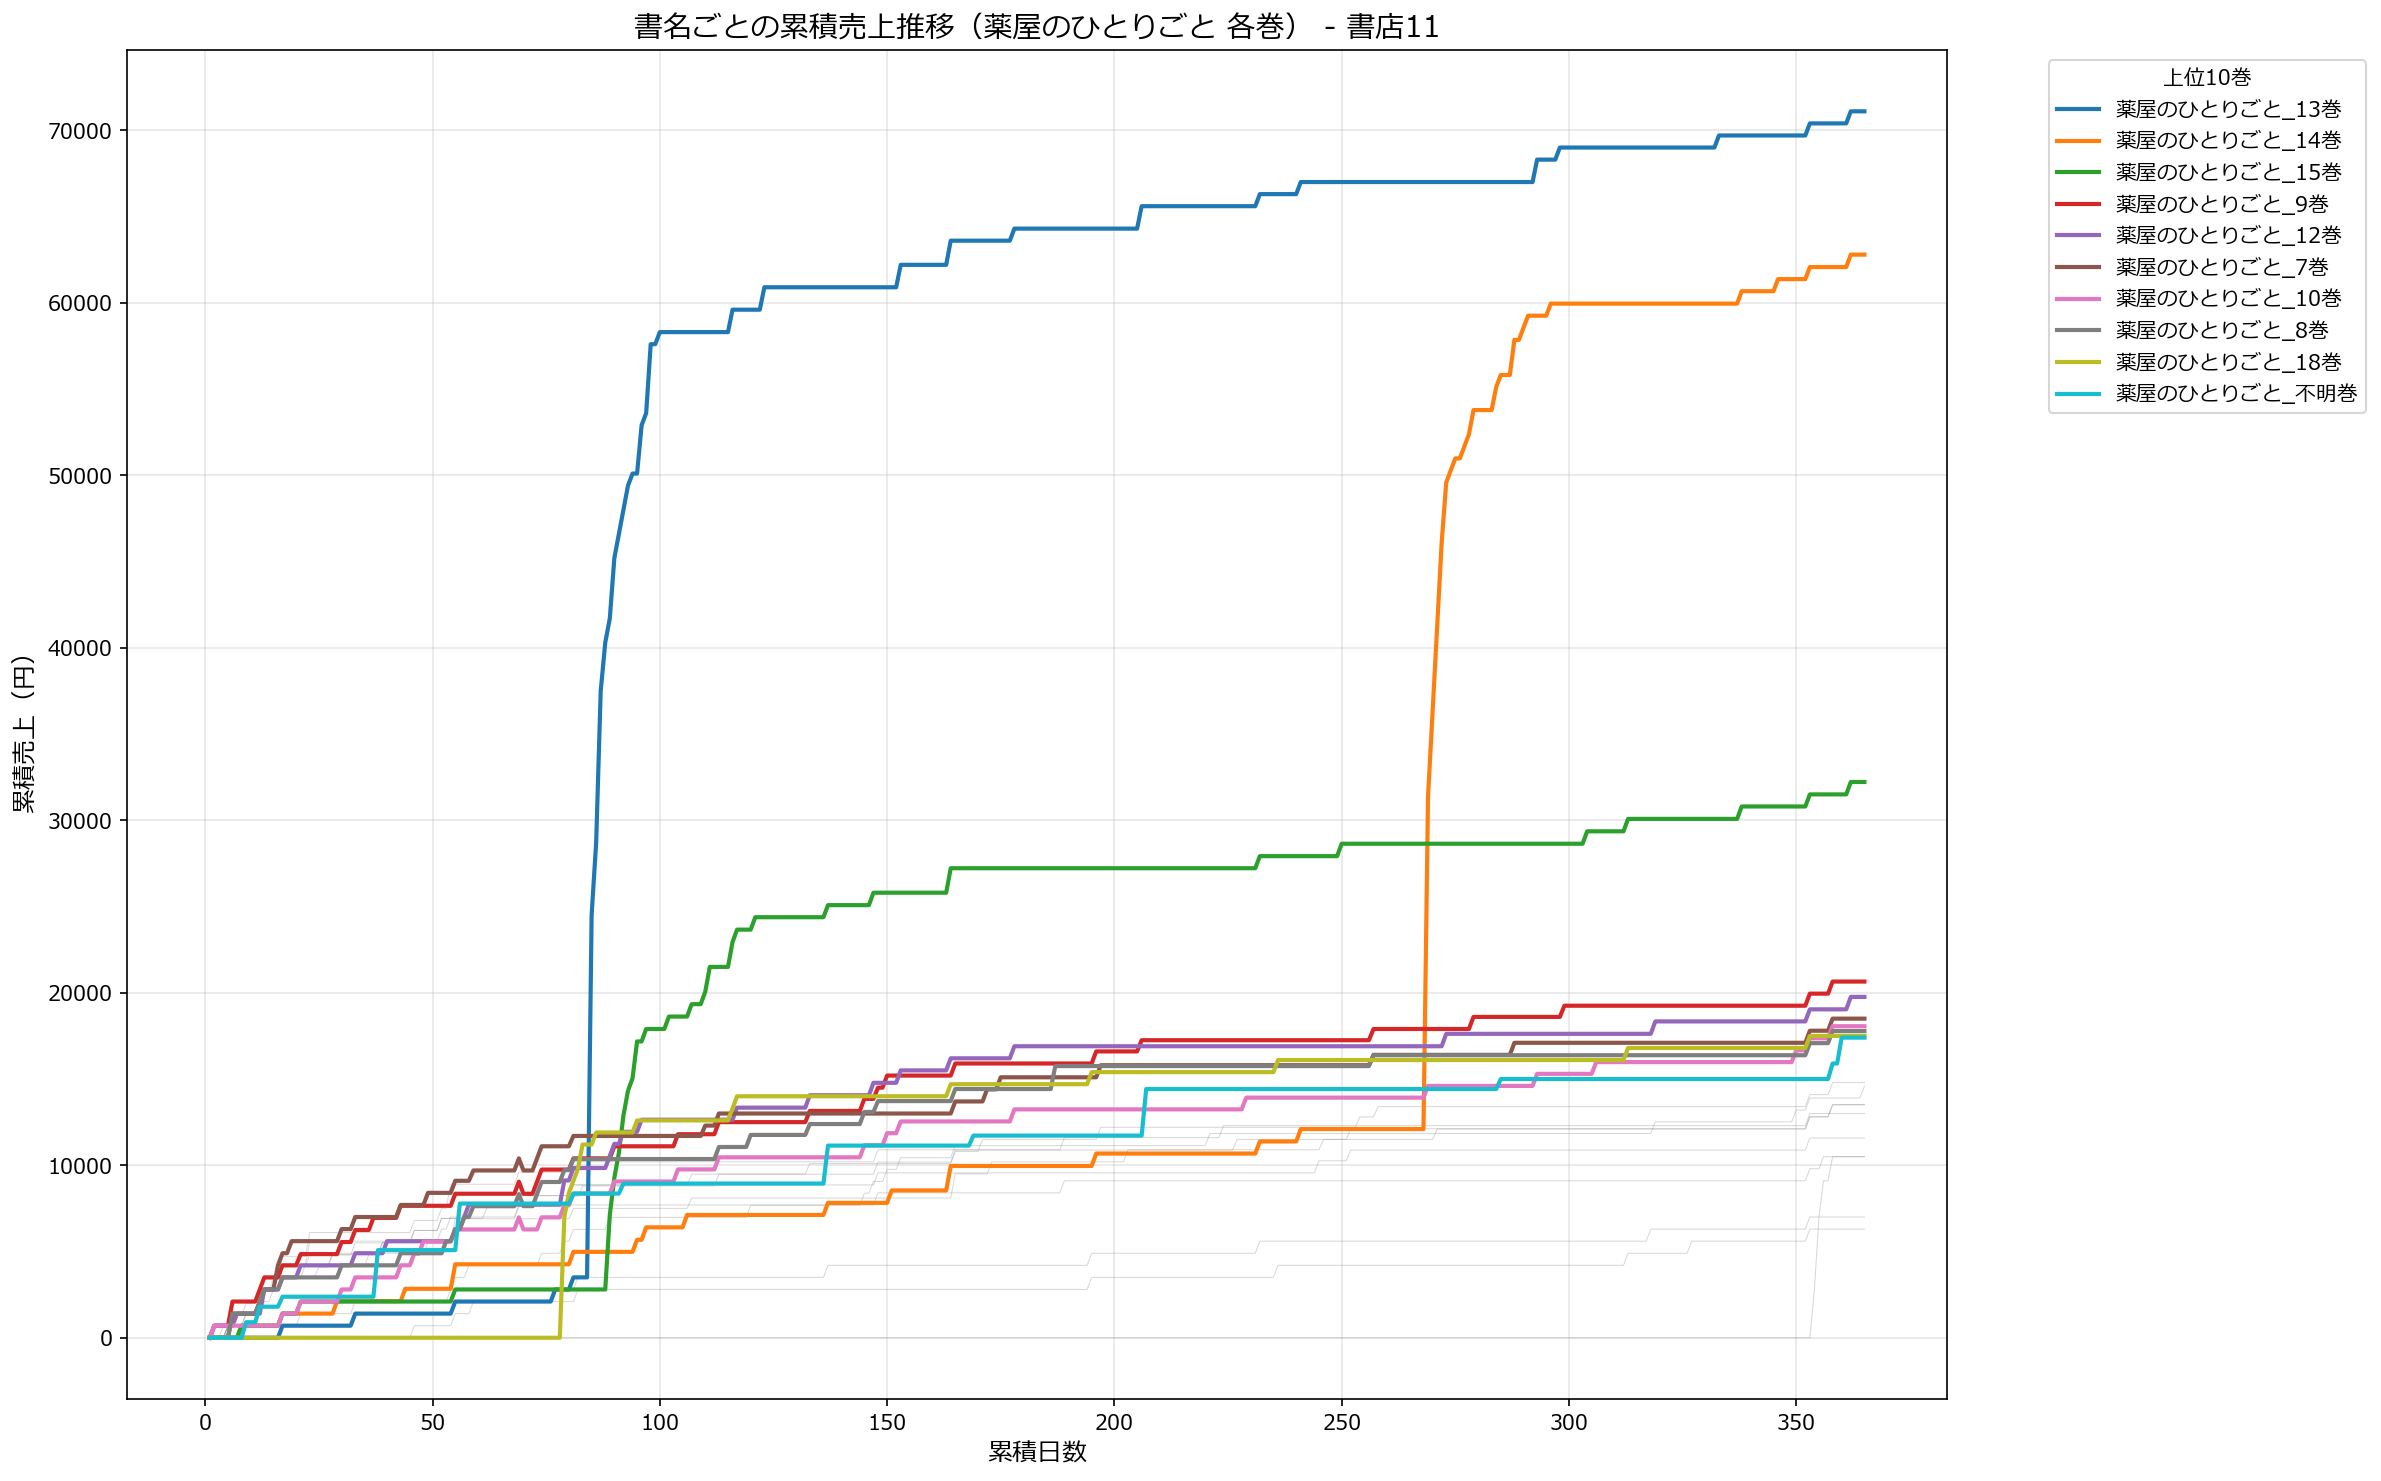 書名ごとの累積売上推移（薬屋のひとりごと 各巻） - 書店11
累積売上（円）
70000
60000
50000
40000
30000
20000
10000
0
0 50 100 150 200 250 300 350
累積日数
上位10巻
薬屋のひとりごと_13巻
薬屋のひとりごと_14巻
薬屋のひとりごと_15巻
薬屋のひとりごと_9巻
薬屋のひとりごと_12巻
薬屋のひとりごと_7巻
薬屋のひとりごと_10巻
薬屋のひとりごと_8巻
薬屋のひとりごと_18巻
薬屋のひとりごと_不明巻